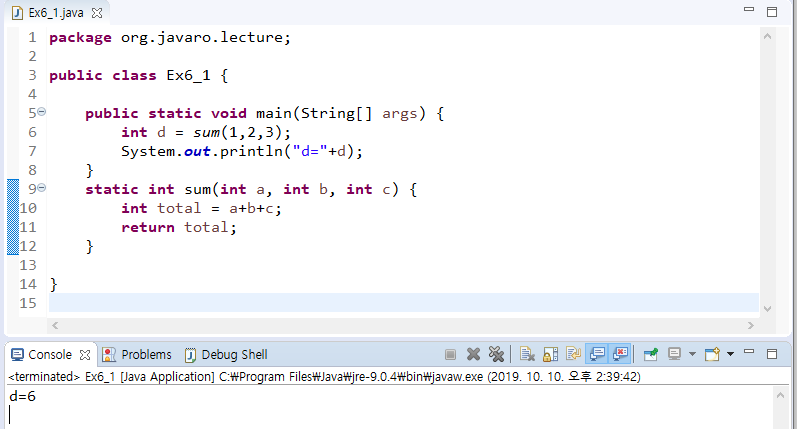 Ex6_1.java
1 package org.javaro.lecture;
2
3 public class Ex6_1 {
4
5 public static void main(String[] args) {
6 int d = sum(1,2,3);
7 System.out.println("d="+d);
8 }
9 static int sum(int a, int b, int c) {
10 int total = a+b+c;
11 return total;
12 }
13
14 }
15
Console Problems Debug Shell
<terminated> Ex6_1 [Java Application] C:₩Program Files₩Java₩jre-9.0.4₩bin₩javaw.exe (2019. 10. 10. 오후 2:39:42)
d=6